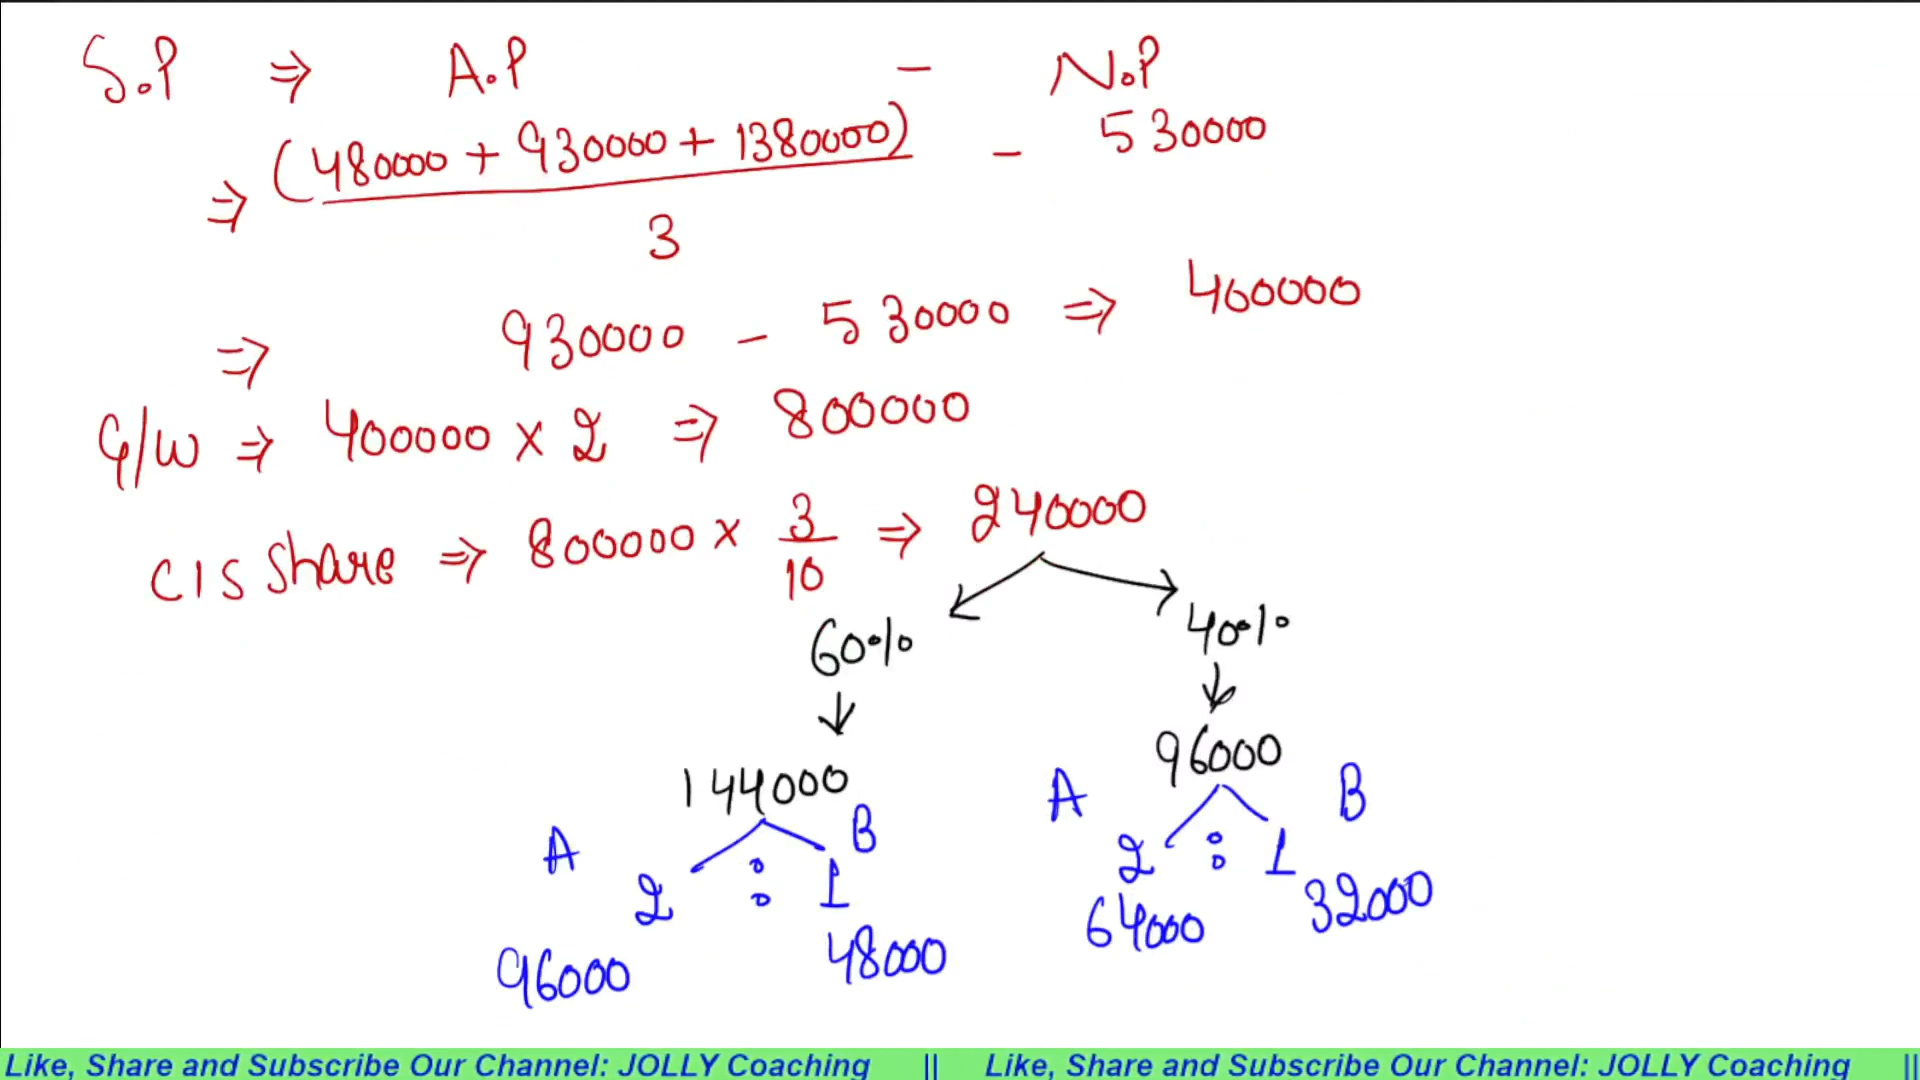 S.P ⇒ A.P - N.P
⇒ (480000 + 930000 + 1380000) / 3 - 530000
⇒ 930000 - 530000 ⇒ 400000
G/W ⇒ 400000 × 2 ⇒ 800000
C'S Share ⇒ 800000 × 3/10 ⇒ 240000
60% 40%
144000 96000
A B A B
2 : 1 2 : 1
96000 48000 64000 32000
Like, Share and Subscribe Our Channel: JOLLY Coaching || Like, Share and Subscribe Our Channel: JOLLY Coaching ||